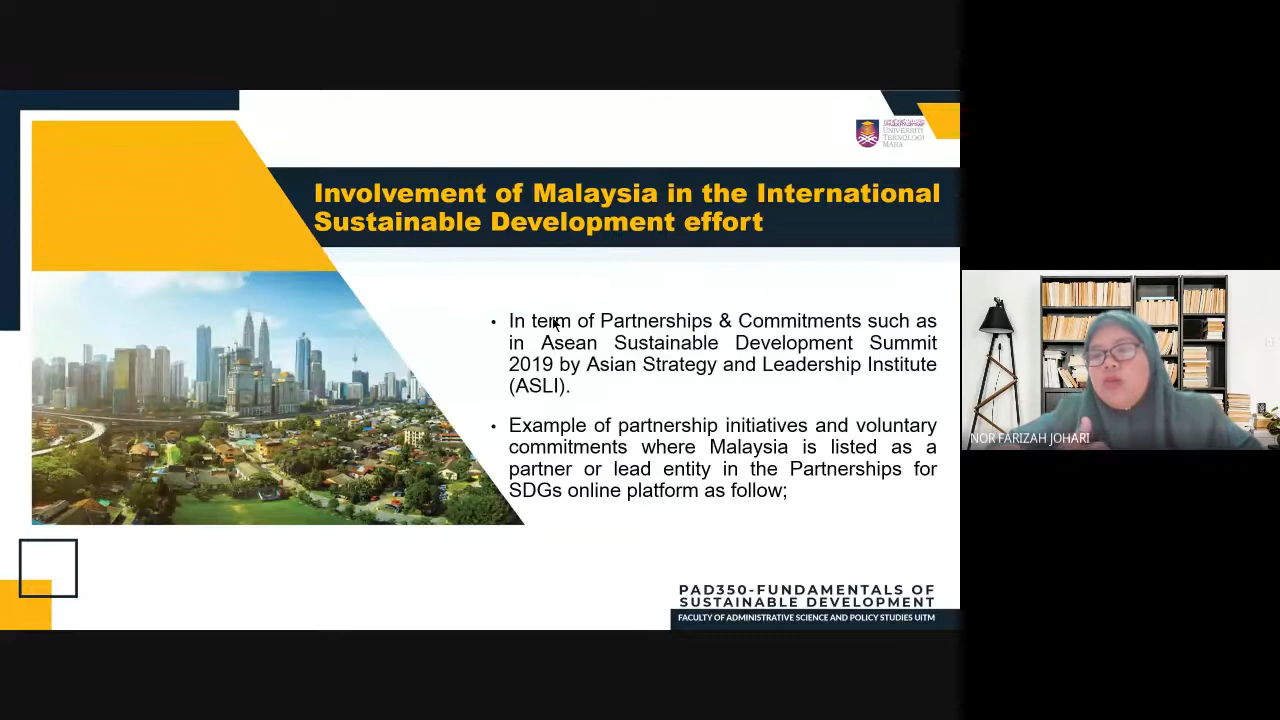 UNIVERSITI
TEKNOLOGI
MARA
Involvement of Malaysia in the International
Sustainable Development effort
• In term of Partnerships & Commitments such as
in Asean Sustainable Development Summit
2019 by Asian Strategy and Leadership Institute
(ASLI).
• Example of partnership initiatives and voluntary
commitments where Malaysia is listed as a
partner or lead entity in the Partnerships for
SDGs online platform as follow;
PAD350-FUNDAMENTALS OF
SUSTAINABLE DEVELOPMENT
FACULTY OF ADMINISTRATIVE SCIENCE AND POLICY STUDIES UITM
NOR FARIZAH JOHARI